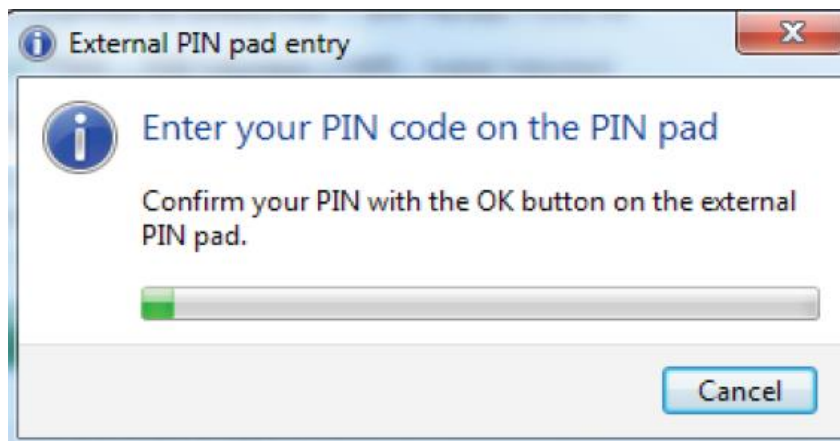 External PIN pad entry
Enter your PIN code on the PIN pad
Confirm your PIN with the OK button on the external
PIN pad.
Cancel